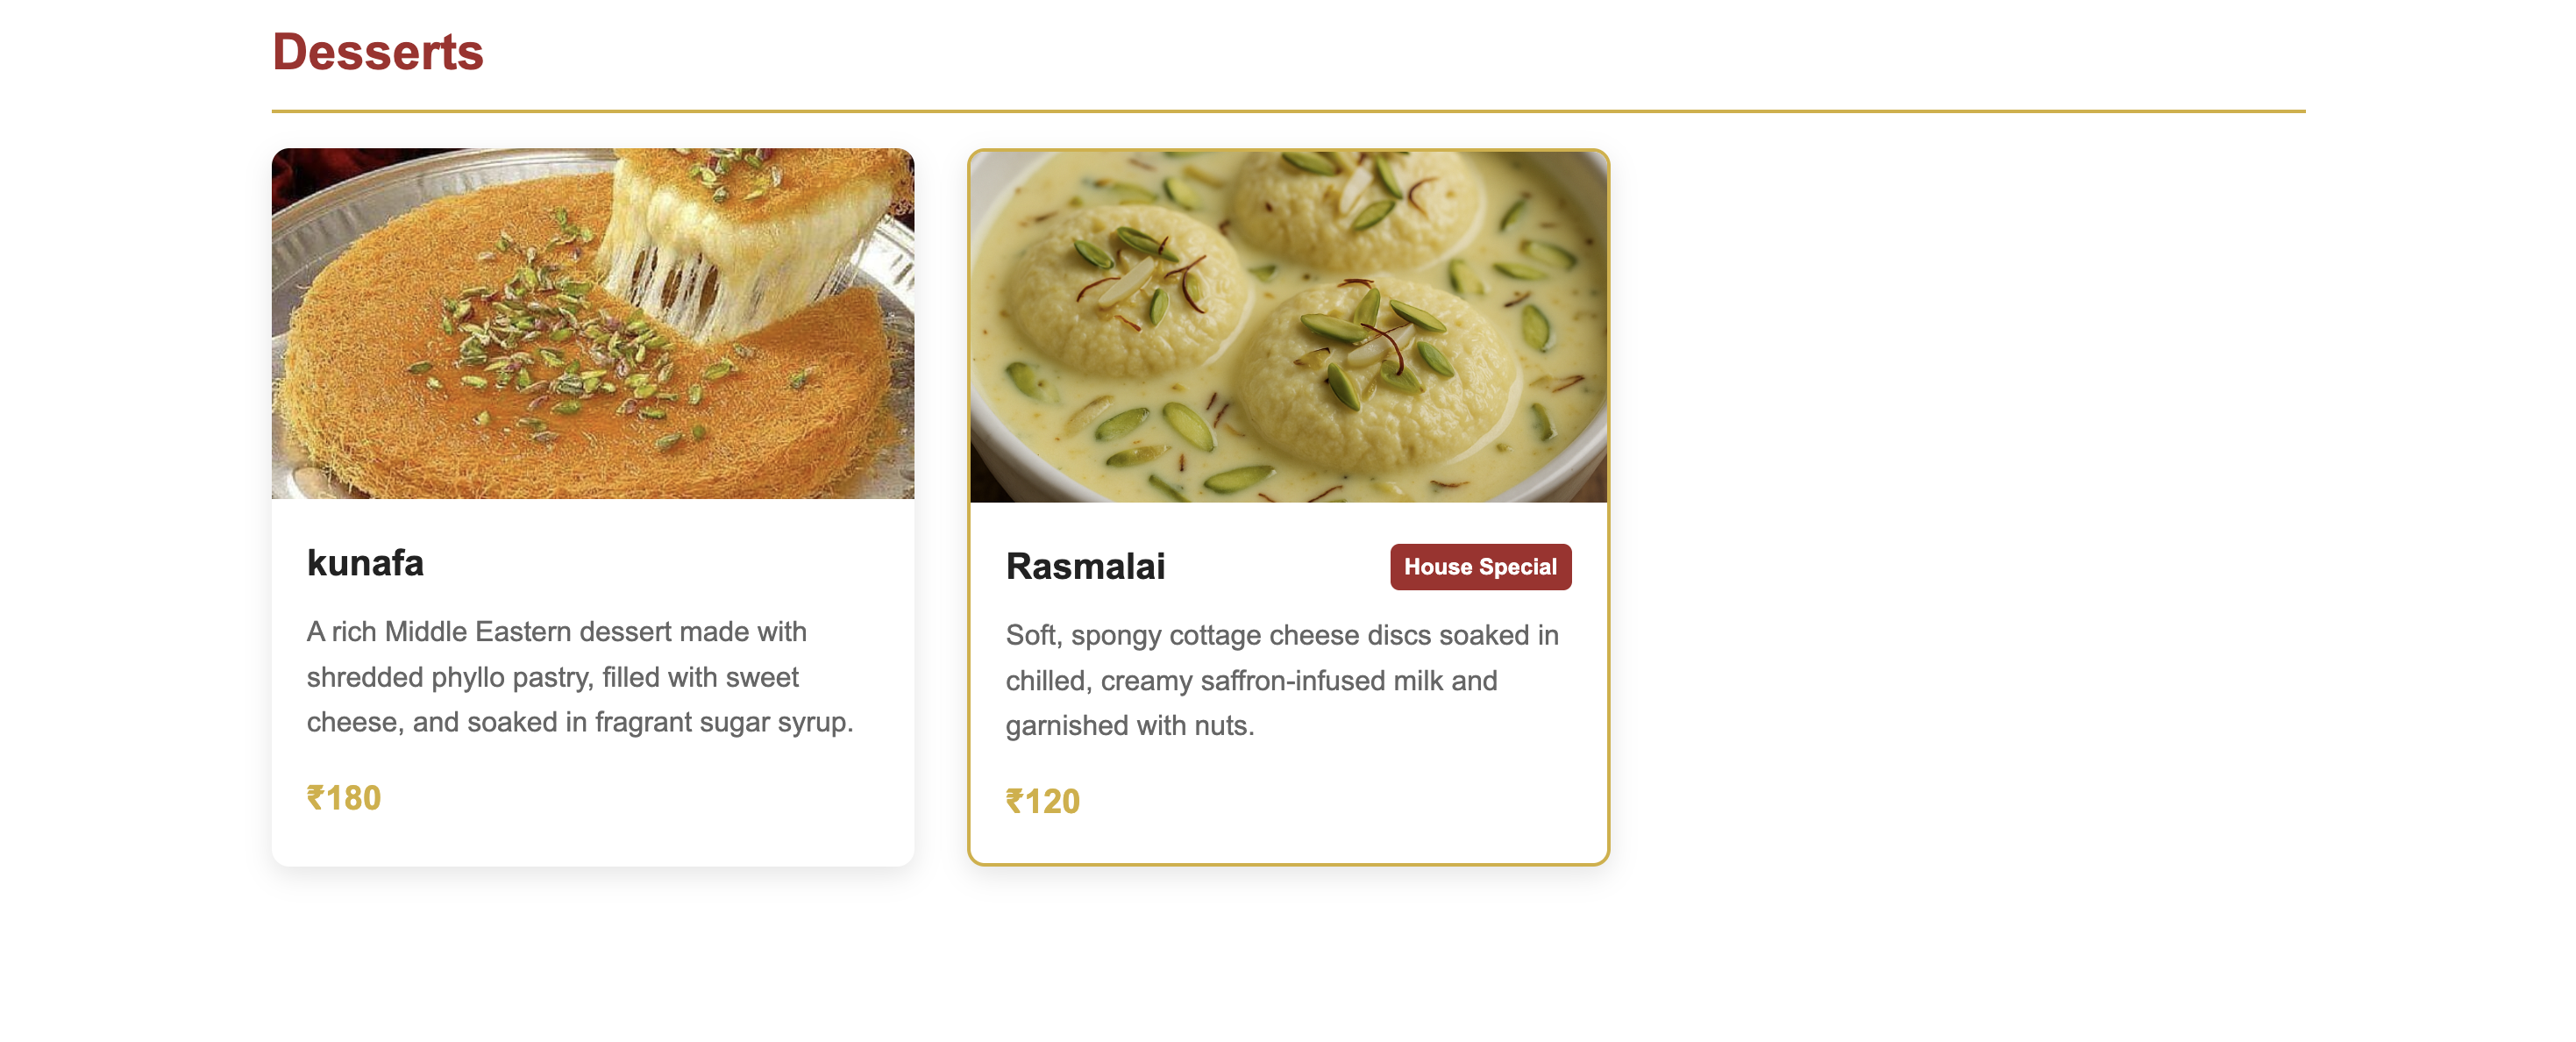 Desserts
kunafa
A rich Middle Eastern dessert made with
shredded phyllo pastry, filled with sweet
cheese, and soaked in fragrant sugar syrup.
₹180
Rasmalai
House Special
Soft, spongy cottage cheese discs soaked in
chilled, creamy saffron-infused milk and
garnished with nuts.
₹120